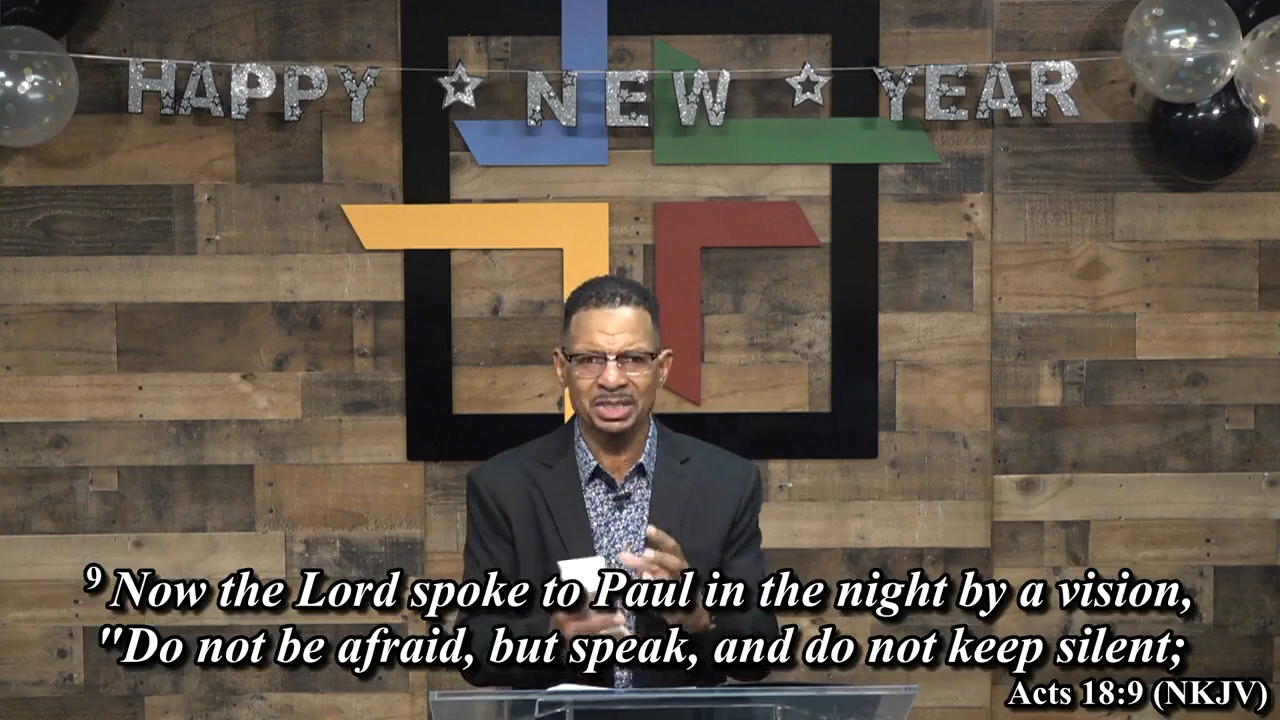 HAPPY NEW YEAR
9 Now the Lord spoke to Paul in the night by a vision,
"Do not be afraid, but speak, and do not keep silent;
Acts 18:9 (NKJV)